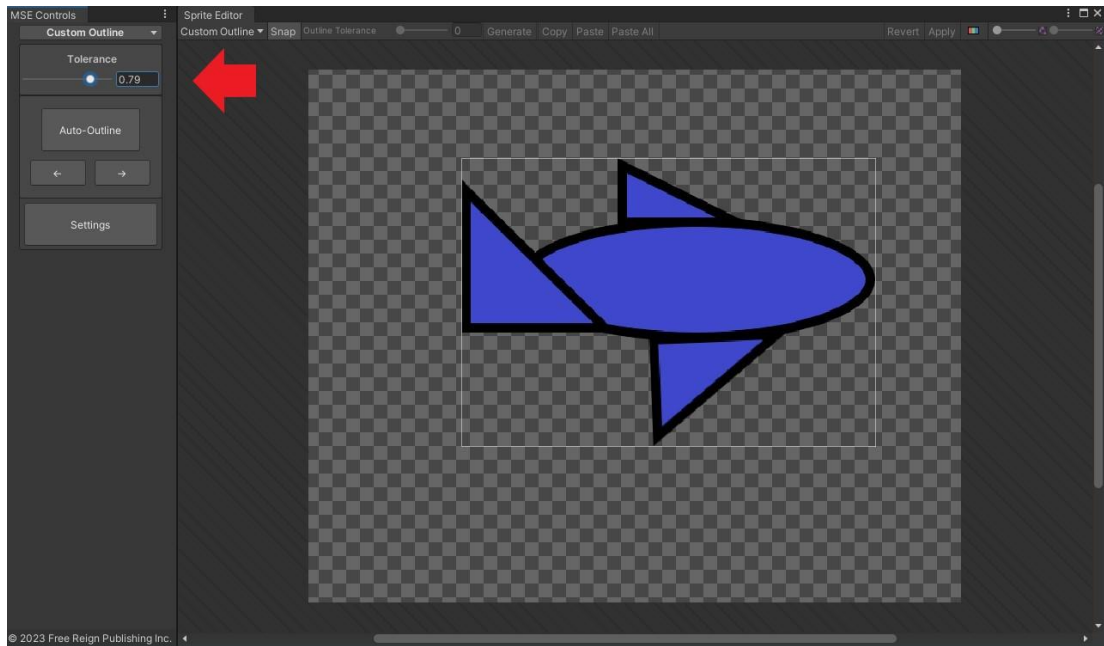 MSE Controls
Custom Outline
Tolerance
0.79
Auto-Outline
←
→
Settings
© 2023 Free Reign Publishing Inc.
Sprite Editor
Custom Outline Snap Outline Tolerance 0 Generate Copy Paste Paste All Revert Apply